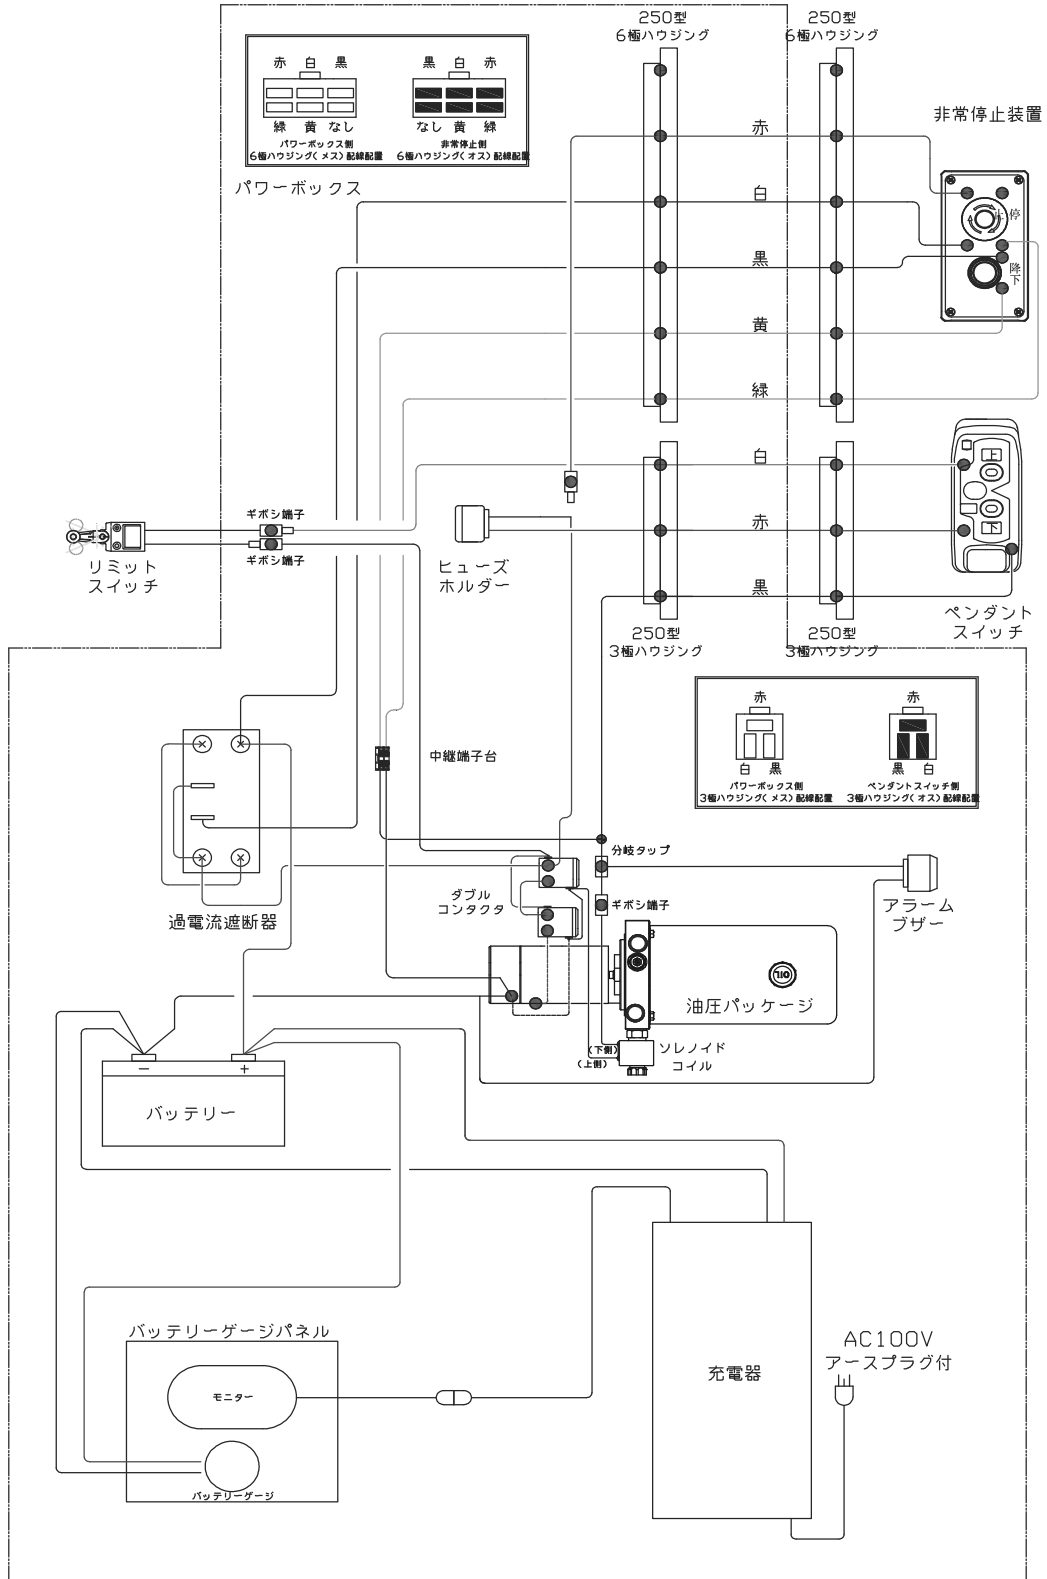 250型
6極ハウジング
250型
6極ハウジング
赤 白 黒
緑 黄 なし
パワーボックス側
6極ハウジング(メス)配線配置
黒 白 赤
なし 黄 緑
非常停止側
6極ハウジング(オス)配線配置
パワーボックス
非常停止装置
赤
白
黒
黄
緑
停止
降下
白
赤
黒
上
下
ギボシ端子
ギボシ端子
リミット
スイッチ
ヒューズ
ホルダー
ペンダント
スイッチ
250型
3極ハウジング
250型
3極ハウジング
赤
白 黒
パワーボックス側
3極ハウジング(メス)配線配置
赤
黒 白
ペンダントスイッチ側
3極ハウジング(オス)配線配置
中継端子台
分岐タップ
ダブル
コンタクタ
ギボシ端子
アラーム
ブザー
過電流遮断器
OIL
油圧パッケージ
(下側)
(上側)
ソレノイド
コイル
− +
バッテリー
バッテリーゲージパネル
モニター
バッテリーゲージ
充電器
AC100V
アースプラグ付